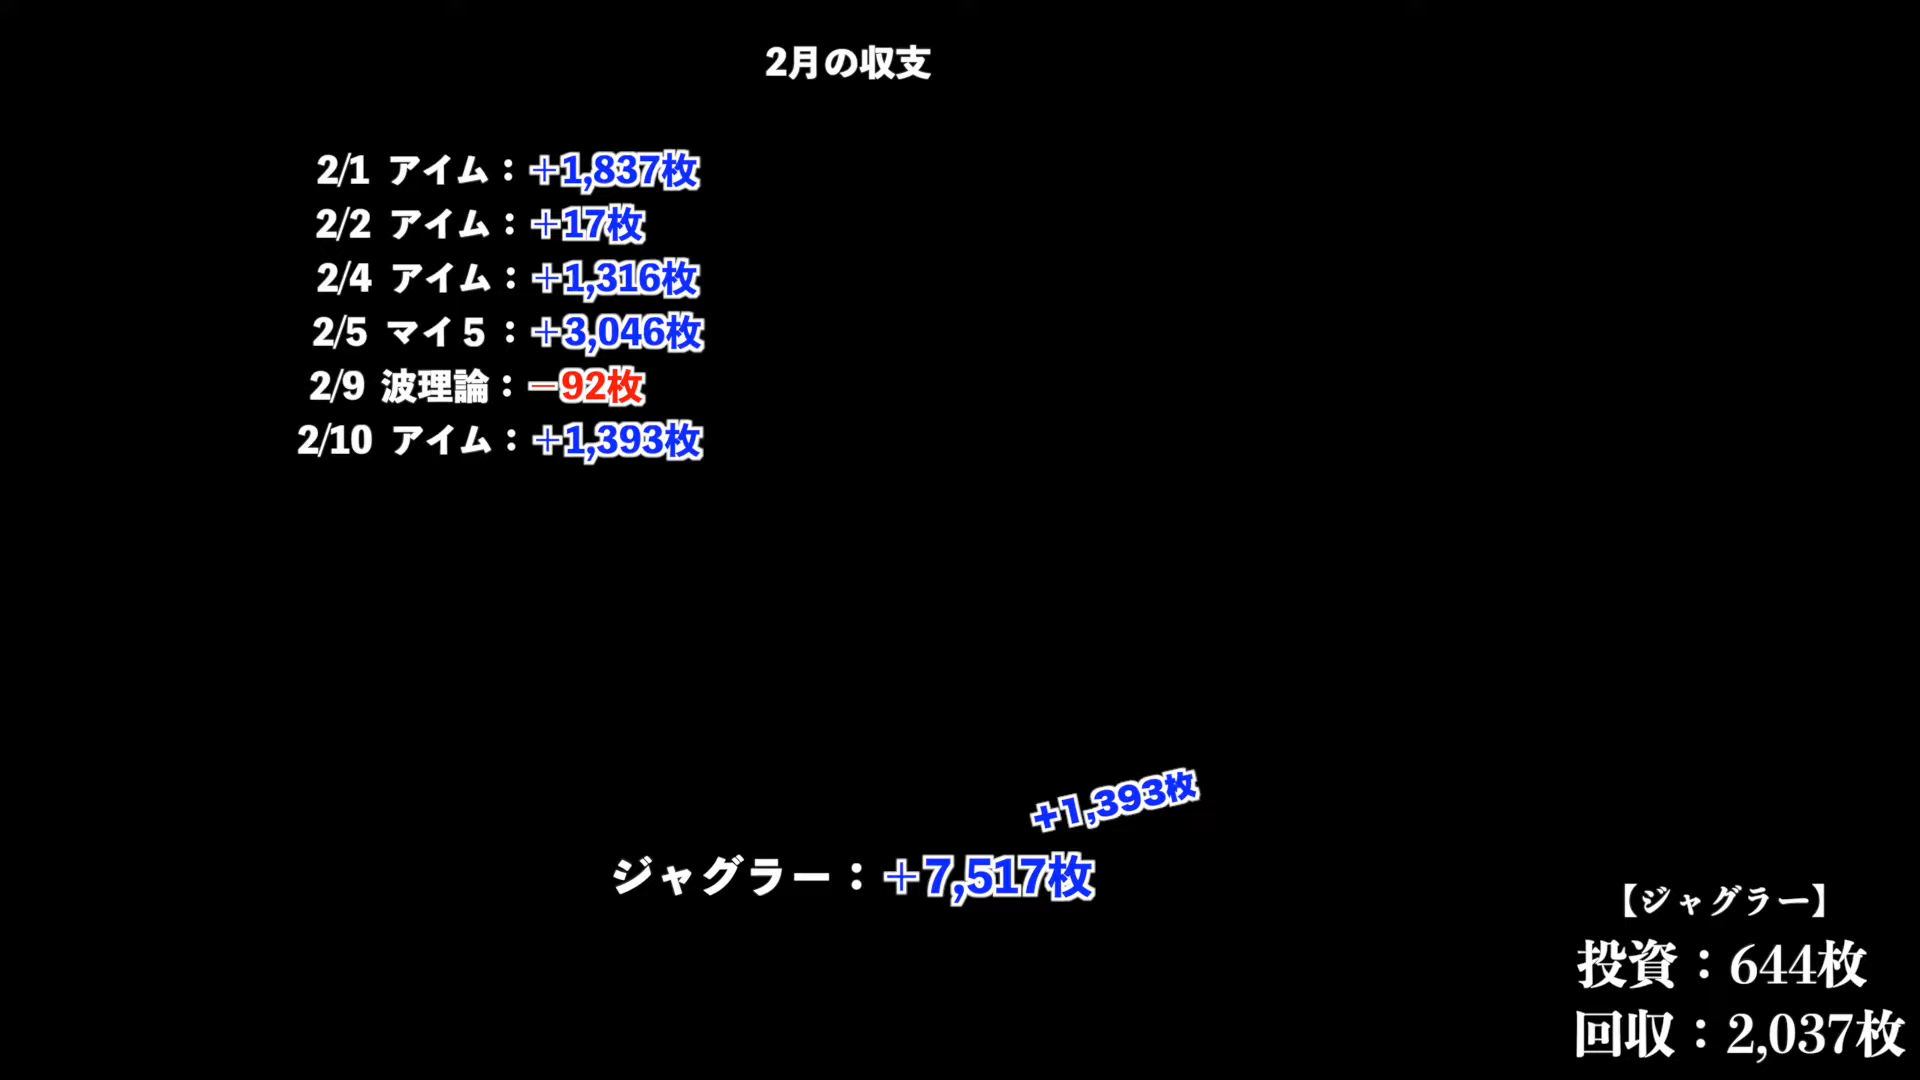 2月の収支
2/1 アイム：+1,837枚
2/2 アイム：+17枚
2/4 アイム：+1,316枚
2/5 マイ５：+3,046枚
2/9 波理論：−92枚
2/10 アイム：+1,393枚
+1,393枚
ジャグラー：+7,517枚
【ジャグラー】
投資：644枚
回収：2,037枚